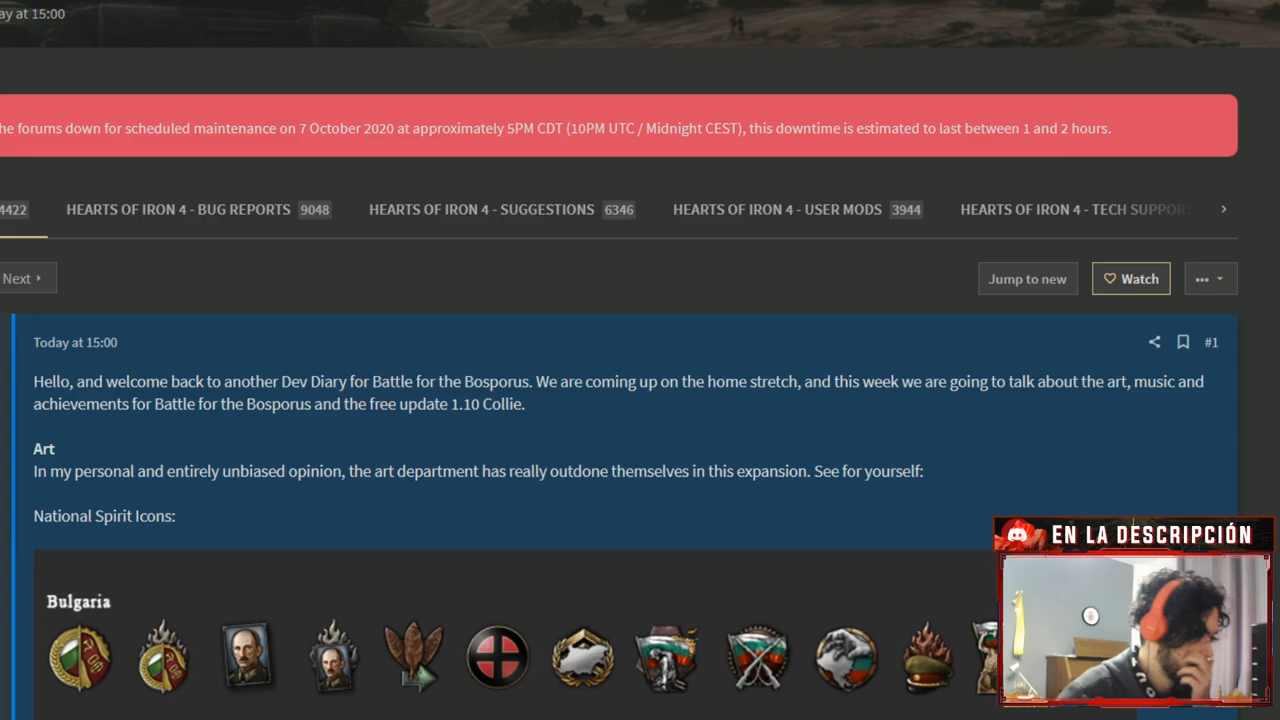 ay at 15:00
he forums down for scheduled maintenance on 7 October 2020 at approximately 5PM CDT (10PM UTC / Midnight CEST), this downtime is estimated to last between 1 and 2 hours.
4422 HEARTS OF IRON 4 - BUG REPORTS 9048 HEARTS OF IRON 4 - SUGGESTIONS 6346 HEARTS OF IRON 4 - USER MODS 3944 HEARTS OF IRON 4 - TECH SUPPORT
Next Jump to new Watch
Today at 15:00 #1
Hello, and welcome back to another Dev Diary for Battle for the Bosporus. We are coming up on the home stretch, and this week we are going to talk about the art, music and
achievements for Battle for the Bosporus and the free update 1.10 Collie.
Art
In my personal and entirely unbiased opinion, the art department has really outdone themselves in this expansion. See for yourself:
National Spirit Icons:
EN LA DESCRIPCIÓN
Bulgaria